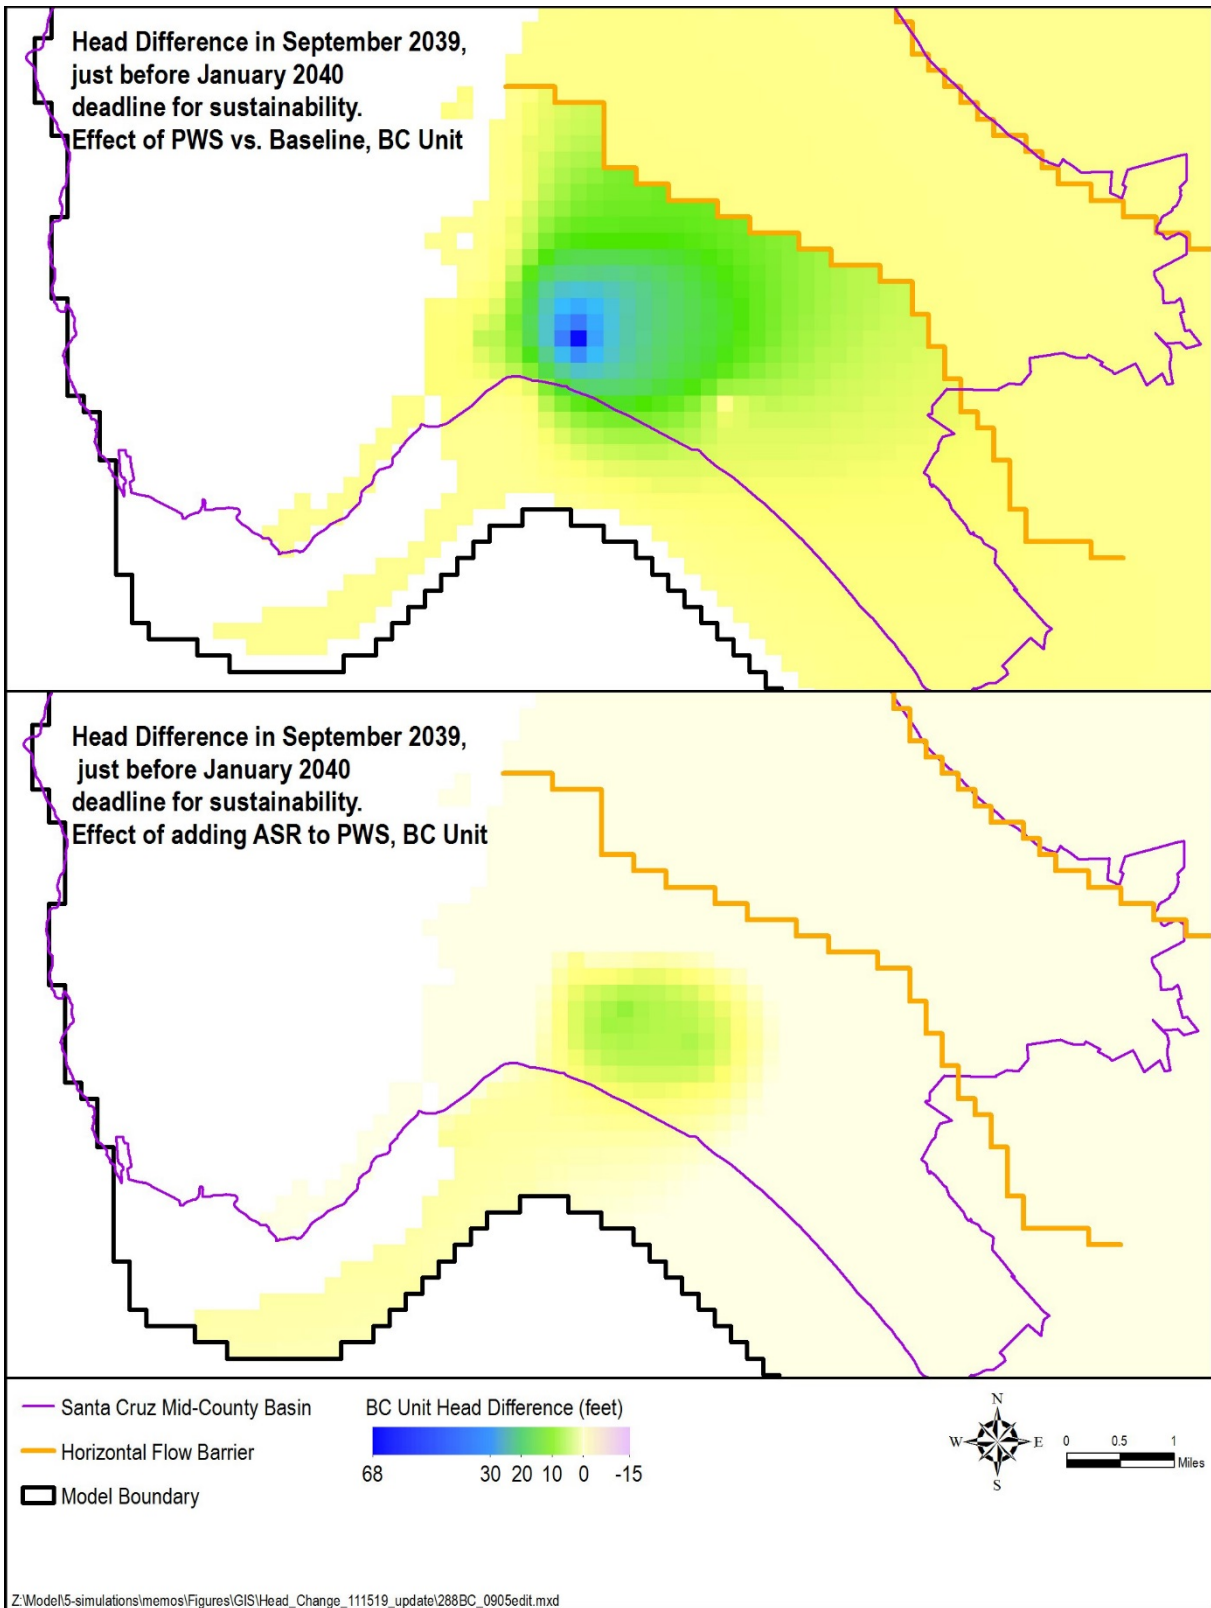 Head Difference in September 2039,
just before January 2040
deadline for sustainability.
Effect of PWS vs. Baseline, BC Unit
Head Difference in September 2039,
just before January 2040
deadline for sustainability.
Effect of adding ASR to PWS, BC Unit
Santa Cruz Mid-County Basin
Horizontal Flow Barrier
Model Boundary
BC Unit Head Difference (feet)
68 30 20 10 0 -15
N
W E
S
0 0.5 1
Miles
Z:\Model\5-simulations\memos\Figures\GIS\Head_Change_111519_update\288BC_0905edit.mxd